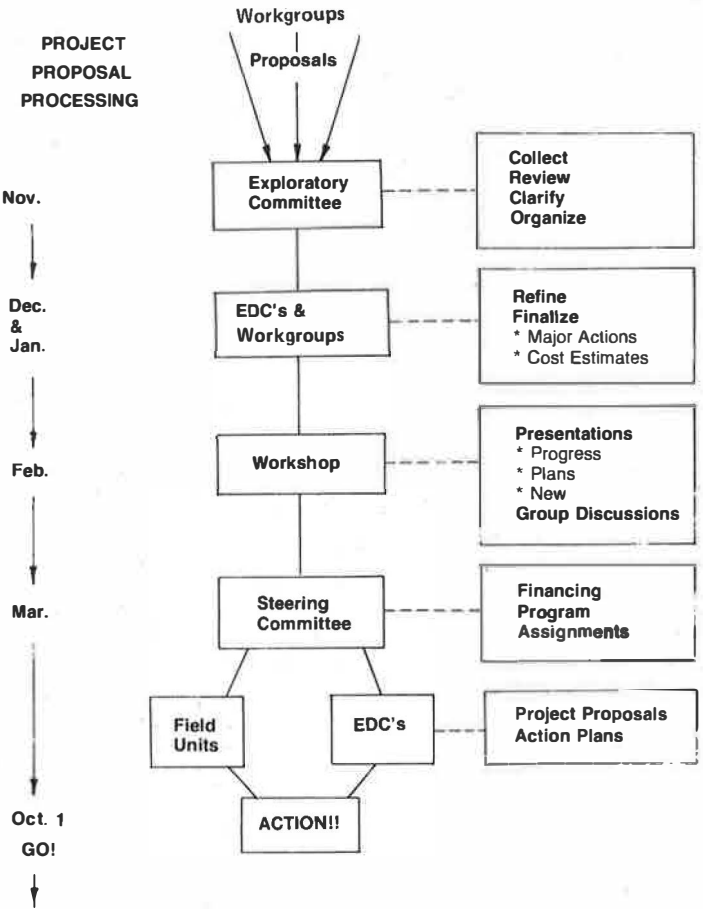 PROJECT
PROPOSAL
PROCESSING
Workgroups
Proposals
Nov.
Exploratory
Committee
Collect
Review
Clarify
Organize
Dec.
&
Jan.
EDC's &
Workgroups
Refine
Finalize
* Major Actions
* Cost Estimates
Feb.
Workshop
Presentations
* Progress
* Plans
* New
Group Discussions
Mar.
Steering
Committee
Financing
Program
Assignments
Field
Units
EDC's
Project Proposals
Action Plans
Oct. 1
GO!
ACTION!!